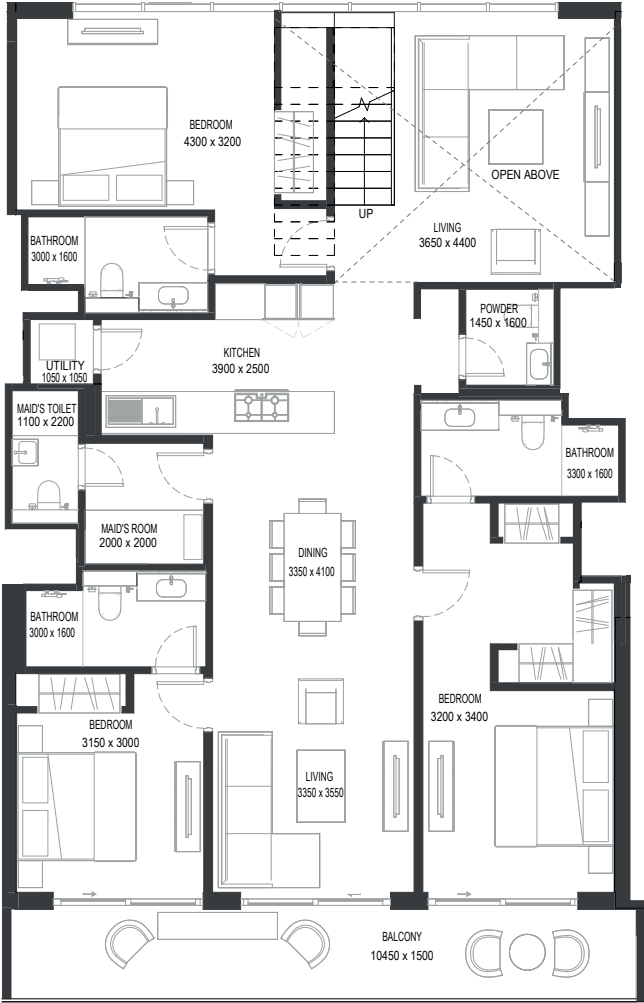 BEDROOM
4300 x 3200
OPEN ABOVE
UP
LIVING
3650 x 4400
BATHROOM
3000 x 1600
POWDER
1450 x 1600
KITCHEN
3900 x 2500
UTILITY
1050 x 1050
MAID'S TOILET
1100 x 2200
BATHROOM
3300 x 1600
MAID'S ROOM
2000 x 2000
DINING
3350 x 4100
BATHROOM
3000 x 1600
BEDROOM
3200 x 3400
BEDROOM
3150 x 3000
LIVING
3350 x 3550
BALCONY
10450 x 1500